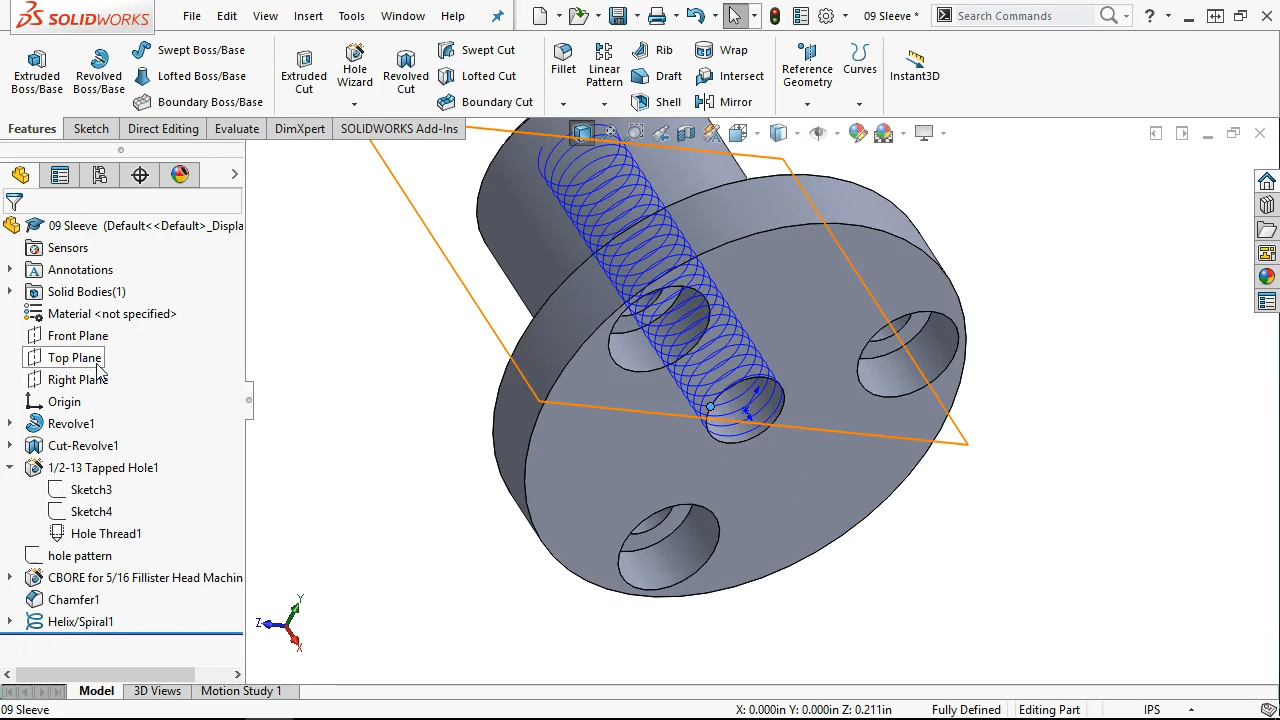 SOLIDWORKS
File Edit View Insert Tools Window Help
09 Sleeve *
Search Commands
?
Extruded Boss/Base
Revolved Boss/Base
Swept Boss/Base
Lofted Boss/Base
Boundary Boss/Base
Extruded Cut
Hole Wizard
Revolved Cut
Swept Cut
Lofted Cut
Boundary Cut
Fillet
Linear Pattern
Rib
Draft
Shell
Wrap
Intersect
Mirror
Reference Geometry
Curves
Instant3D
Features Sketch Direct Editing Evaluate DimXpert SOLIDWORKS Add-Ins
09 Sleeve (Default<<Default>_Displa
Sensors
Annotations
Solid Bodies(1)
Material <not specified>
Front Plane
Top Plane
Right Plane
Origin
Revolve1
Cut-Revolve1
1/2-13 Tapped Hole1
Sketch3
Sketch4
Hole Thread1
hole pattern
CBORE for 5/16 Fillister Head Machin
Chamfer1
Helix/Spiral1
Y
Z
X
Model 3D Views Motion Study 1
09 Sleeve X: 0.000in Y: 0.000in Z: 0.211in Fully Defined Editing Part IPS